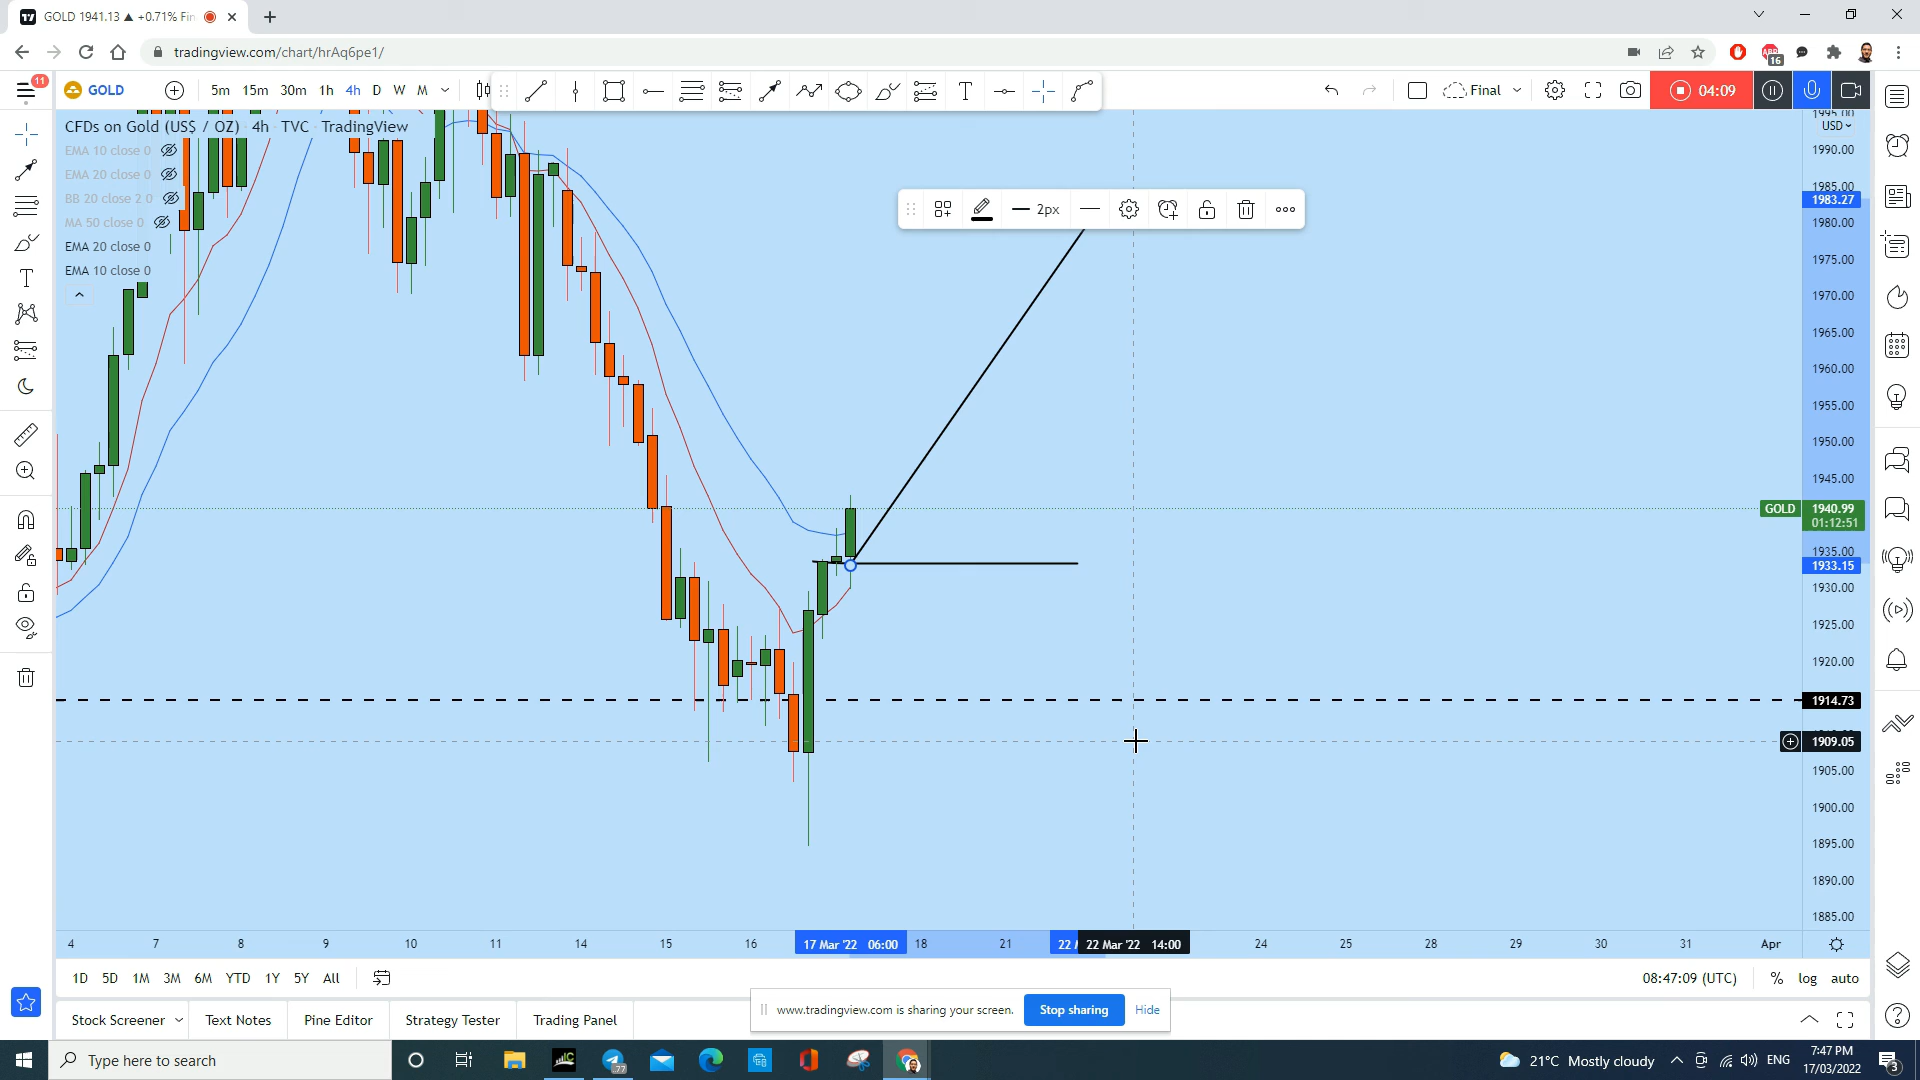 GOLD 1941.13 ▲ +0.71% Fin
tradingview.com/chart/hrAq6pe1/
16
11
GOLD
5m 15m 30m 1h 4h D W M
Final
04:09
CFDs on Gold (US$ / OZ) 4h TVC TradingView
EMA 10 close 0
EMA 20 close 0
BB 20 close 2 0
MA 50 close 0
EMA 20 close 0
EMA 10 close 0
2px
1995.00
USD
1990.00
1985.00
1983.27
1980.00
1975.00
1970.00
1965.00
1960.00
1955.00
1950.00
1945.00
GOLD 1940.99
01:12:51
1935.00
1933.15
1930.00
1925.00
1920.00
1914.73
1909.05
1905.00
1900.00
1895.00
1890.00
1885.00
4 7 8 9 10 11 14 15 16 17 Mar '22 06:00 18 21 22 22 Mar '22 14:00 24 25 28 29 30 31 Apr
1D 5D 1M 3M 6M YTD 1Y 5Y All
08:47:09 (UTC) % log auto
Stock Screener Text Notes Pine Editor Strategy Tester Trading Panel
www.tradingview.com is sharing your screen. Stop sharing Hide
Type here to search
77
21°C Mostly cloudy
ENG
7:47 PM
17/03/2022
3